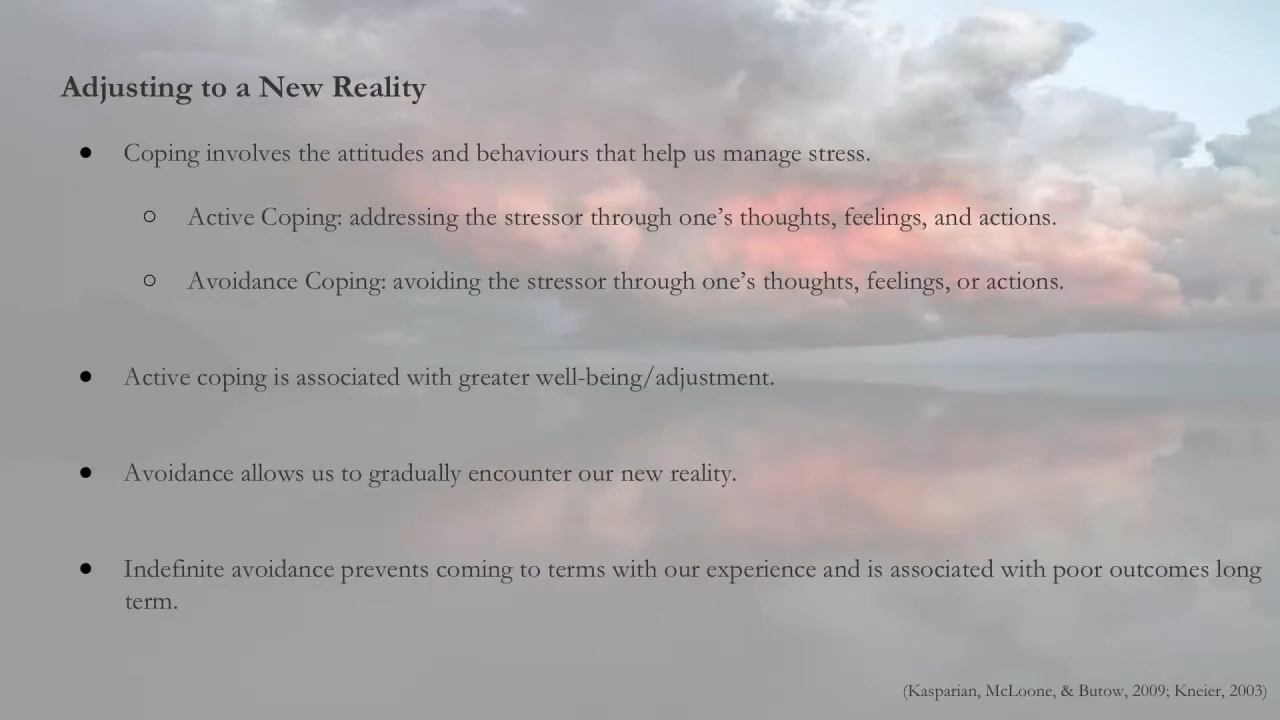 Adjusting to a New Reality
● Coping involves the attitudes and behaviours that help us manage stress.
○ Active Coping: addressing the stressor through one’s thoughts, feelings, and actions.
○ Avoidance Coping: avoiding the stressor through one’s thoughts, feelings, or actions.
● Active coping is associated with greater well-being/adjustment.
● Avoidance allows us to gradually encounter our new reality.
● Indefinite avoidance prevents coming to terms with our experience and is associated with poor outcomes long
term.
(Kasparian, McLoone, & Butow, 2009; Kneier, 2003)